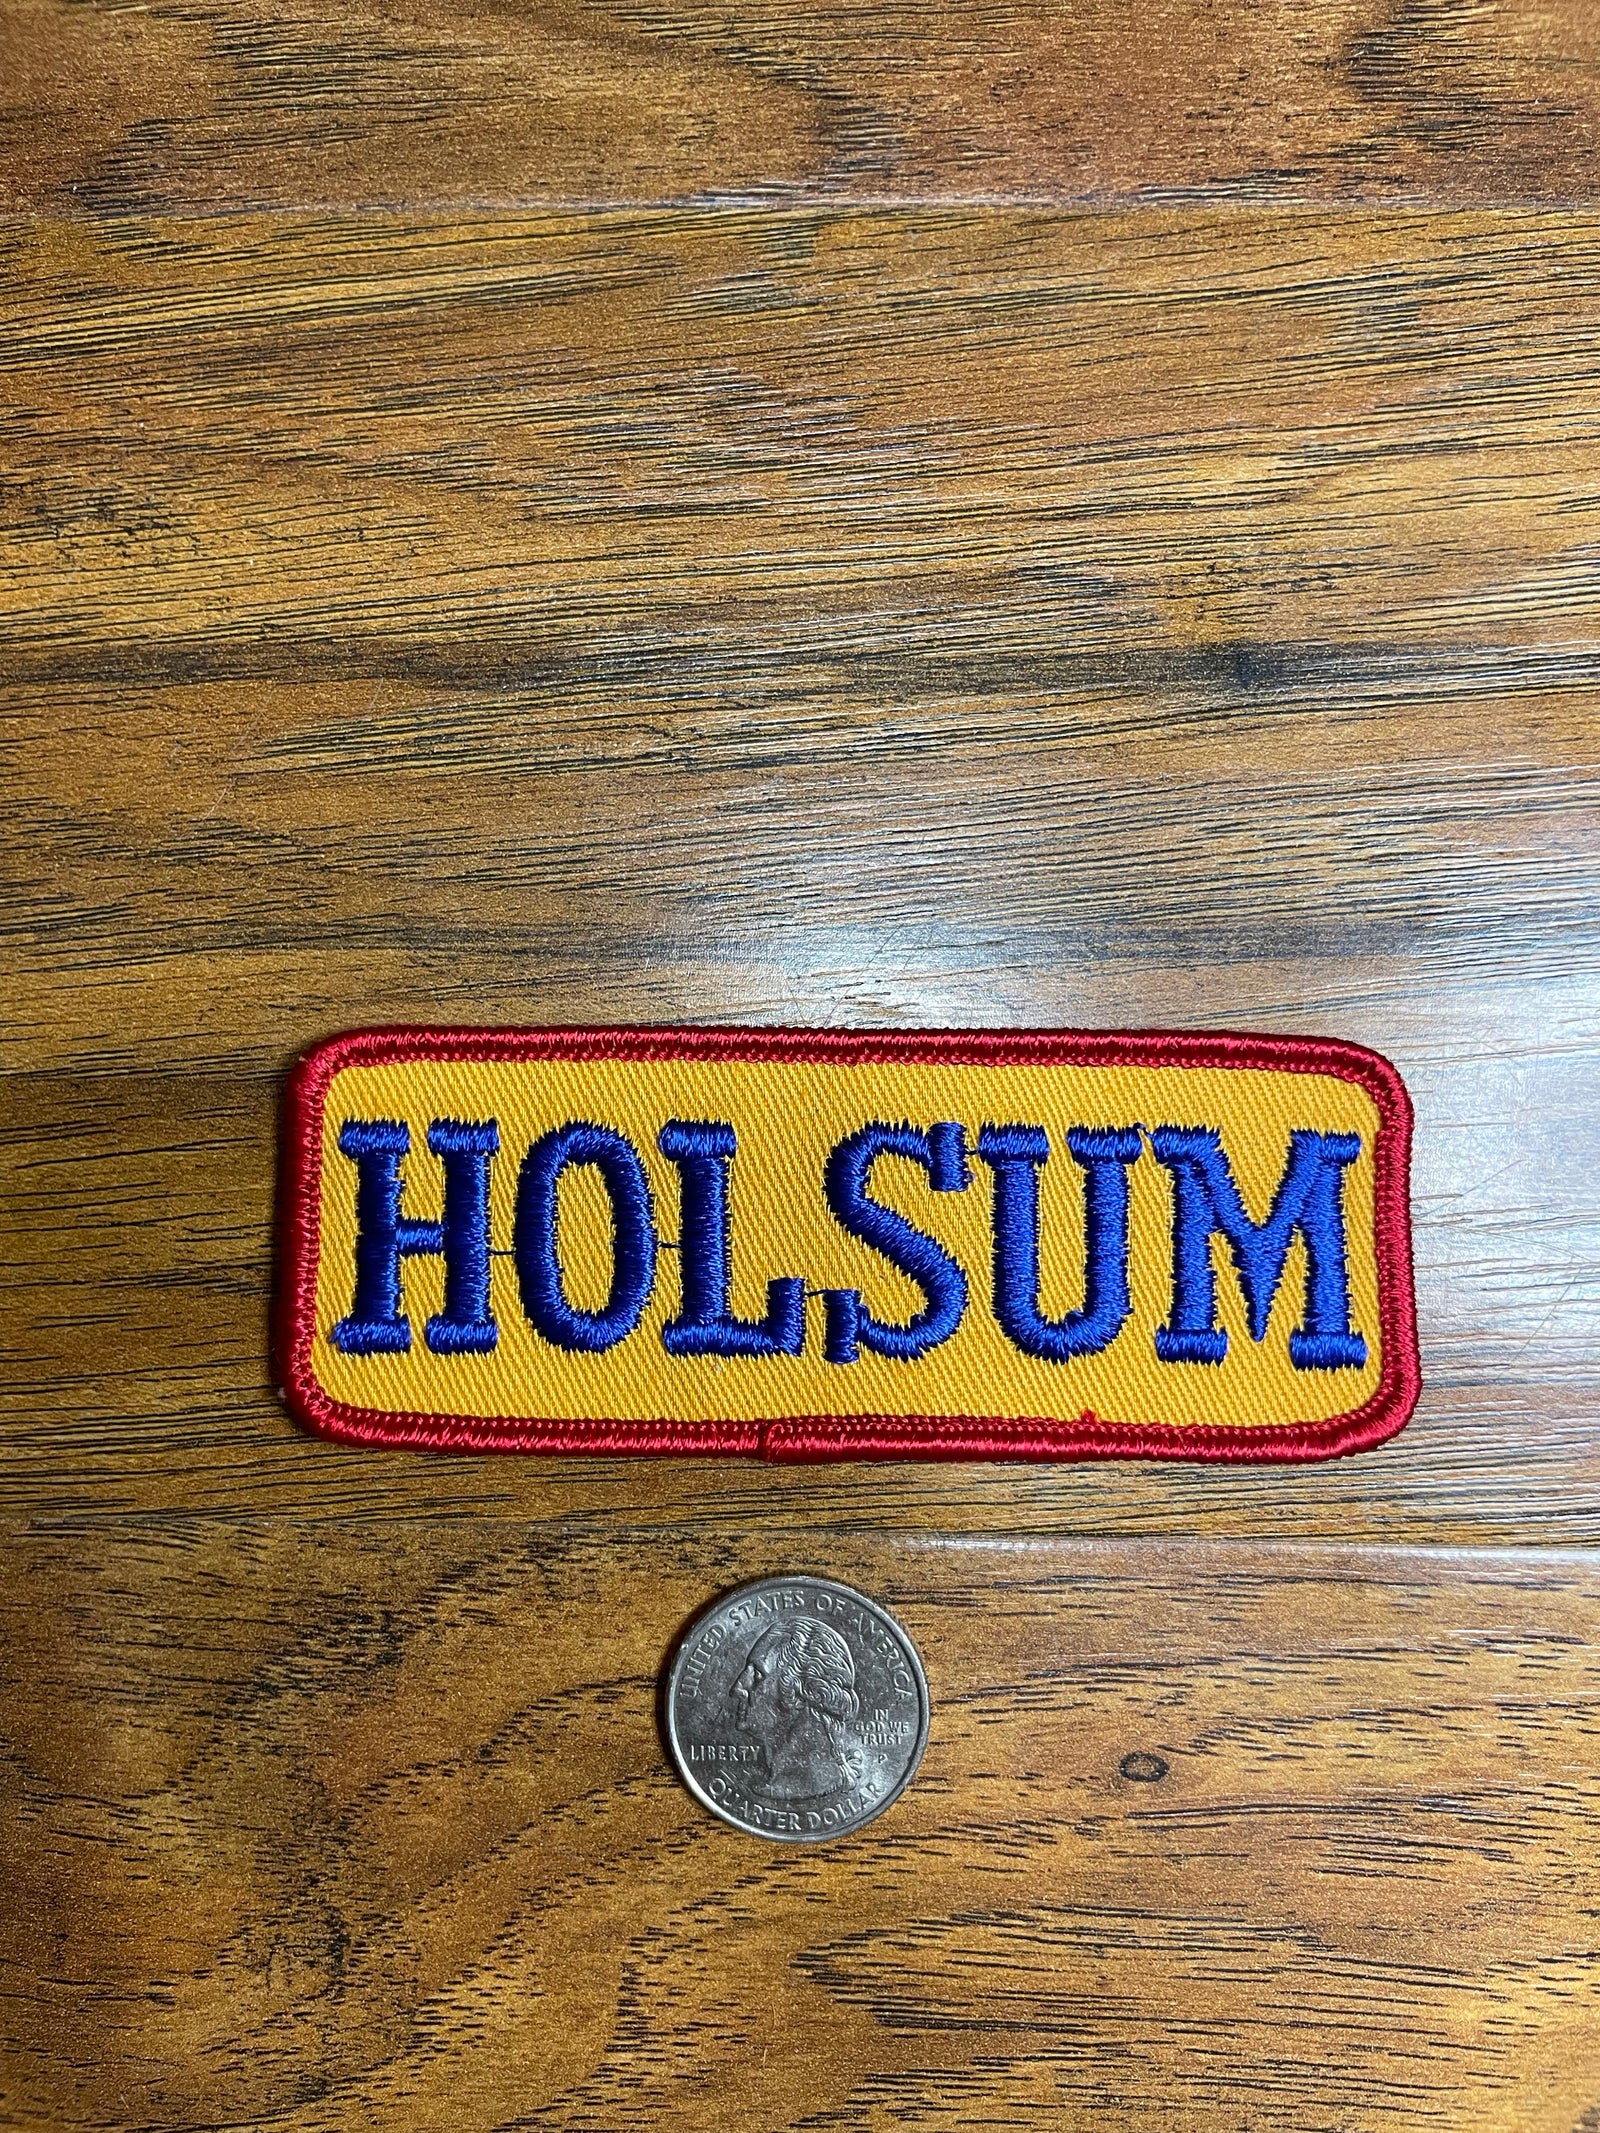 HOLSUM
UNITED STATES OF AMERICA
IN
GOD WE
TRUST
P
LIBERTY
QUARTER DOLLAR